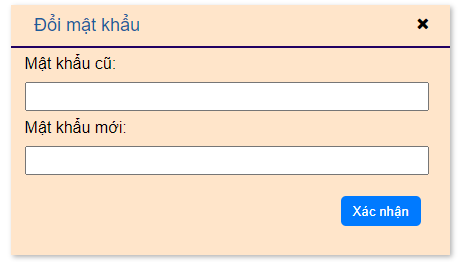 Đổi mật khẩu
Mật khẩu cũ:
Mật khẩu mới:
Xác nhận